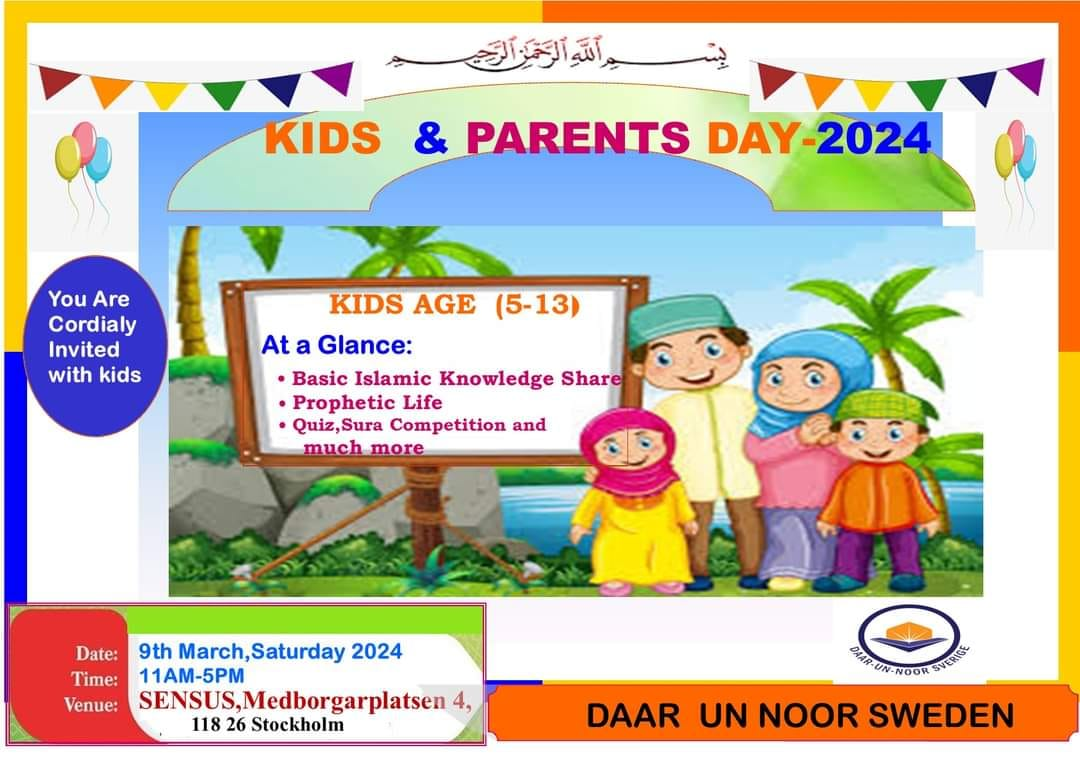 بِسْمِ اللَّهِ الرَّحْمَٰنِ الرَّحِيمِ
KIDS & PARENTS DAY-2024
You Are
Cordialy
Invited
with kids
KIDS AGE (5-13)
At a Glance:
• Basic Islamic Knowledge Share
• Prophetic Life
• Quiz,Sura Competition and
much more
Date: 9th March,Saturday 2024
Time: 11AM-5PM
Venue: SENSUS,Medborgarplatsen 4,
118 26 Stockholm
DAAR-UN-NOOR SVERIGE
DAAR UN NOOR SWEDEN